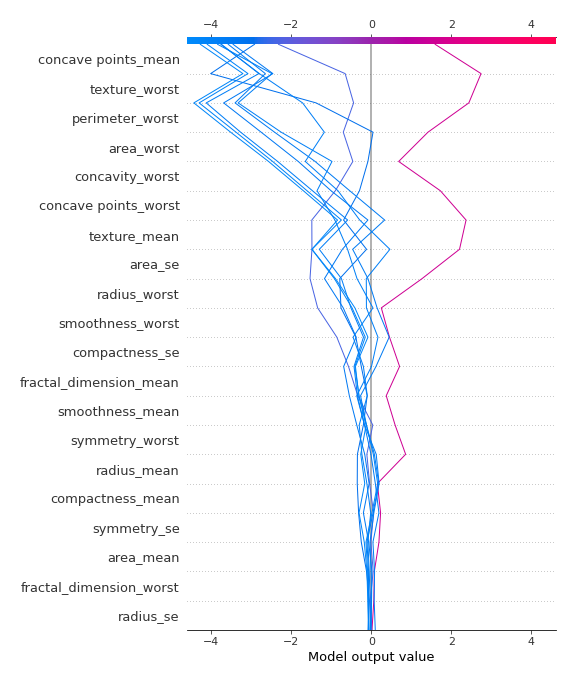 −4 −2 0 2 4
concave points_mean
texture_worst
perimeter_worst
area_worst
concavity_worst
concave points_worst
texture_mean
area_se
radius_worst
smoothness_worst
compactness_se
fractal_dimension_mean
smoothness_mean
symmetry_worst
radius_mean
compactness_mean
symmetry_se
area_mean
fractal_dimension_worst
radius_se
−4 −2 0 2 4
Model output value